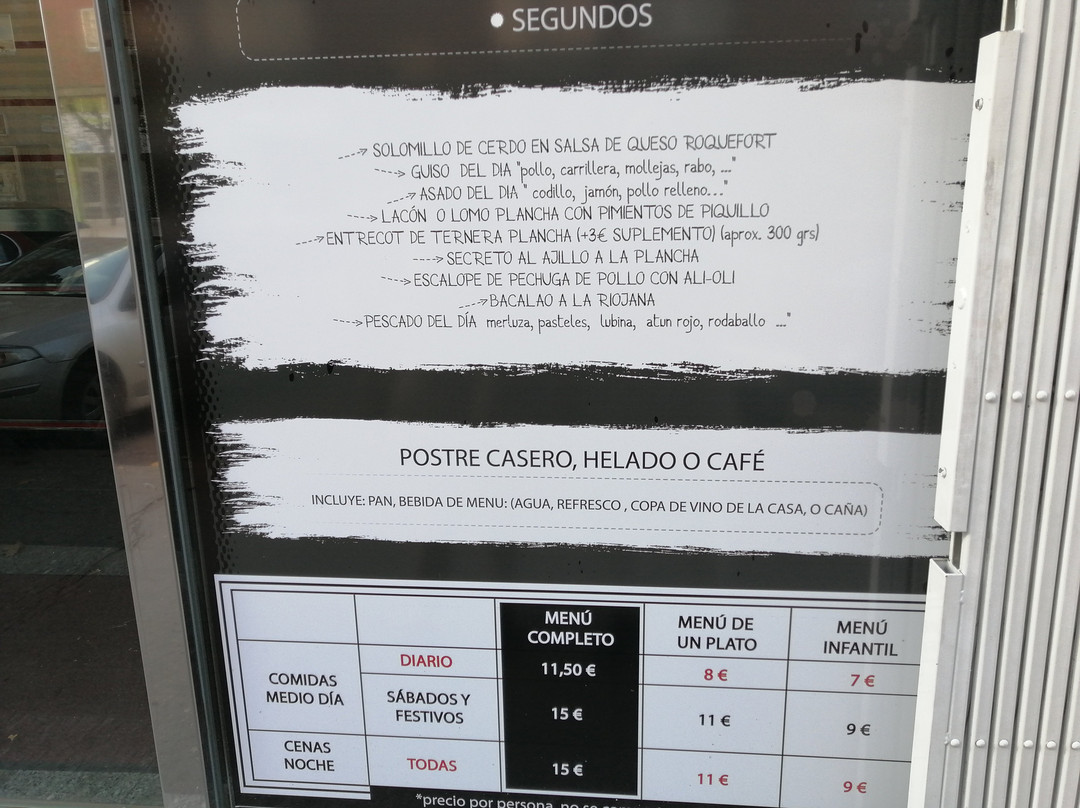 • SEGUNDOS
SOLOMILLO DE CERDO EN SALSA DE QUESO ROQUEFORT
GUISO DEL DIA "pollo, carrillera, mollejas, rabo, ..."
ASADO DEL DIA " codillo, jamón, pollo relleno..."
LACÓN O LOMO PLANCHA CON PIMIENTOS DE PIQUILLO
ENTRECOT DE TERNERA PLANCHA (+3€ SUPLEMENTO) (aprox. 300 grs)
SECRETO AL AJILLO A LA PLANCHA
ESCALOPE DE PECHUGA DE POLLO CON ALI-OLI
BACALAO A LA RIOJANA
PESCADO DEL DÍA merluza, pasteles, lubina, atun rojo, rodaballo ..."
POSTRE CASERO, HELADO O CAFÉ
INCLUYE: PAN, BEBIDA DE MENU: (AGUA, REFRESCO , COPA DE VINO DE LA CASA, O CAÑA)
MENÚ COMPLETO
MENÚ DE UN PLATO
MENÚ INFANTIL
COMIDAS MEDIO DÍA
DIARIO
11,50 €
8 €
7 €
SÁBADOS Y FESTIVOS
15 €
11 €
9 €
CENAS NOCHE
TODAS
15 €
11 €
9 €
*precio por persona, no se